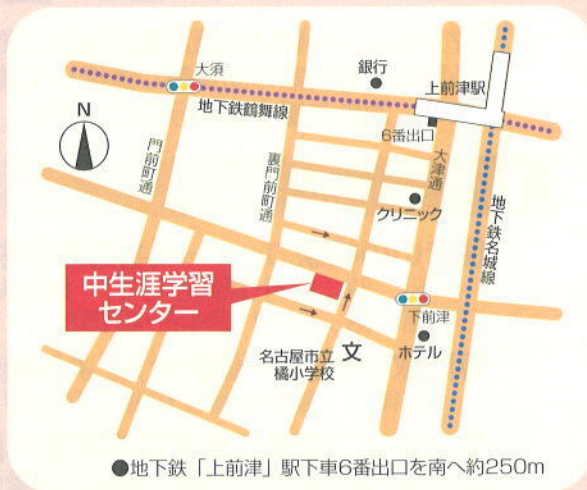 大須
銀行
上前津駅
地下鉄鶴舞線
6番出口
N
門前町通
裏門前町通
大津通
クリニック
地下鉄名城線
中生涯学習
センター
下前津
名古屋市立
橘小学校
文
ホテル
●地下鉄「上前津」駅下車6番出口を南へ約250m